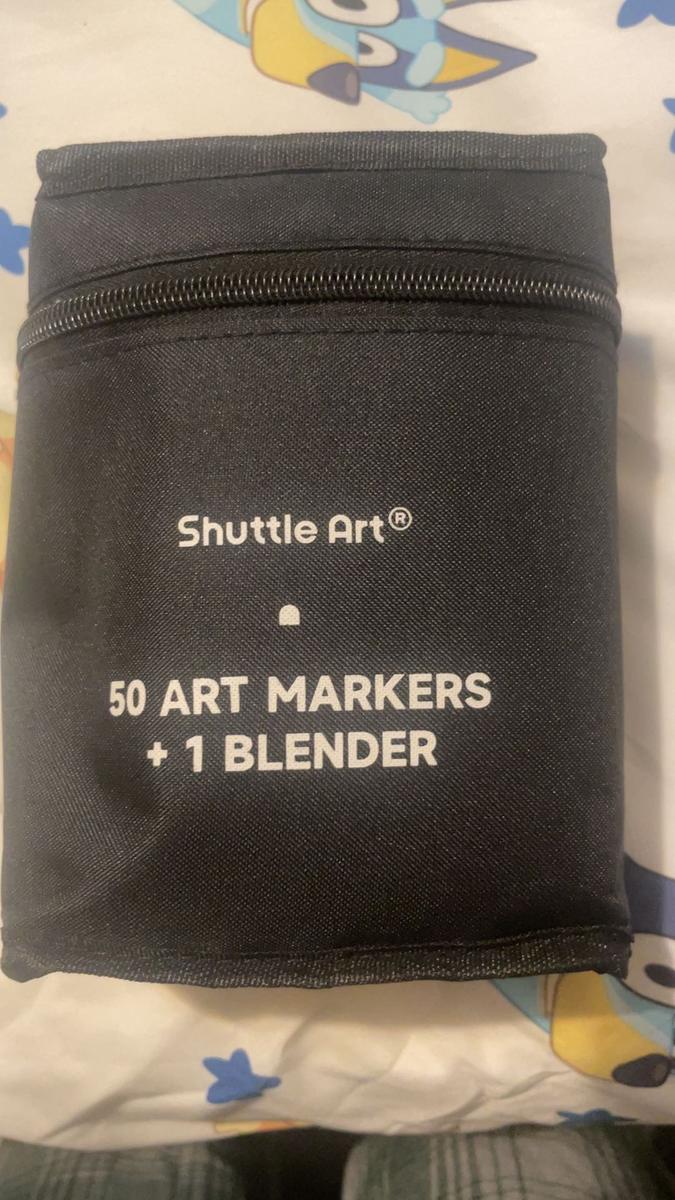 Shuttle Art®
50 ART MARKERS
+ 1 BLENDER